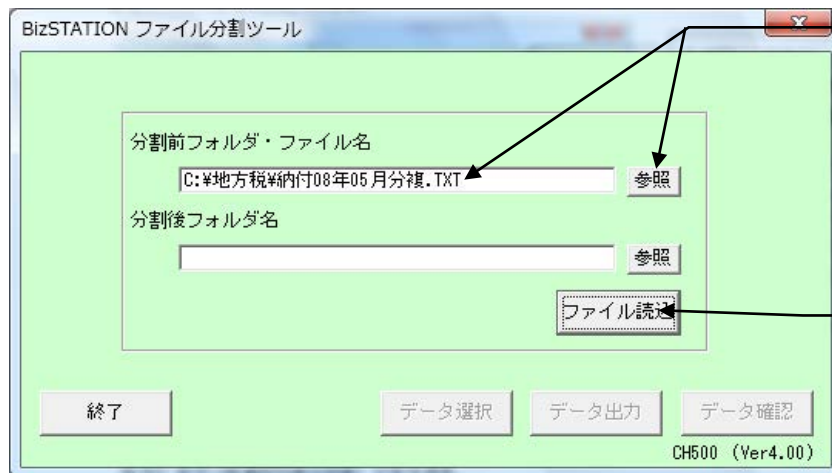 BizSTATION ファイル分割ツール
分割前フォルダ・ファイル名
C:¥地方税¥納付08年05月分複.TXT 参照
分割後フォルダ名
参照
ファイル読込
終了 データ選択 データ出力 データ確認
CH500 (Ver4.00)